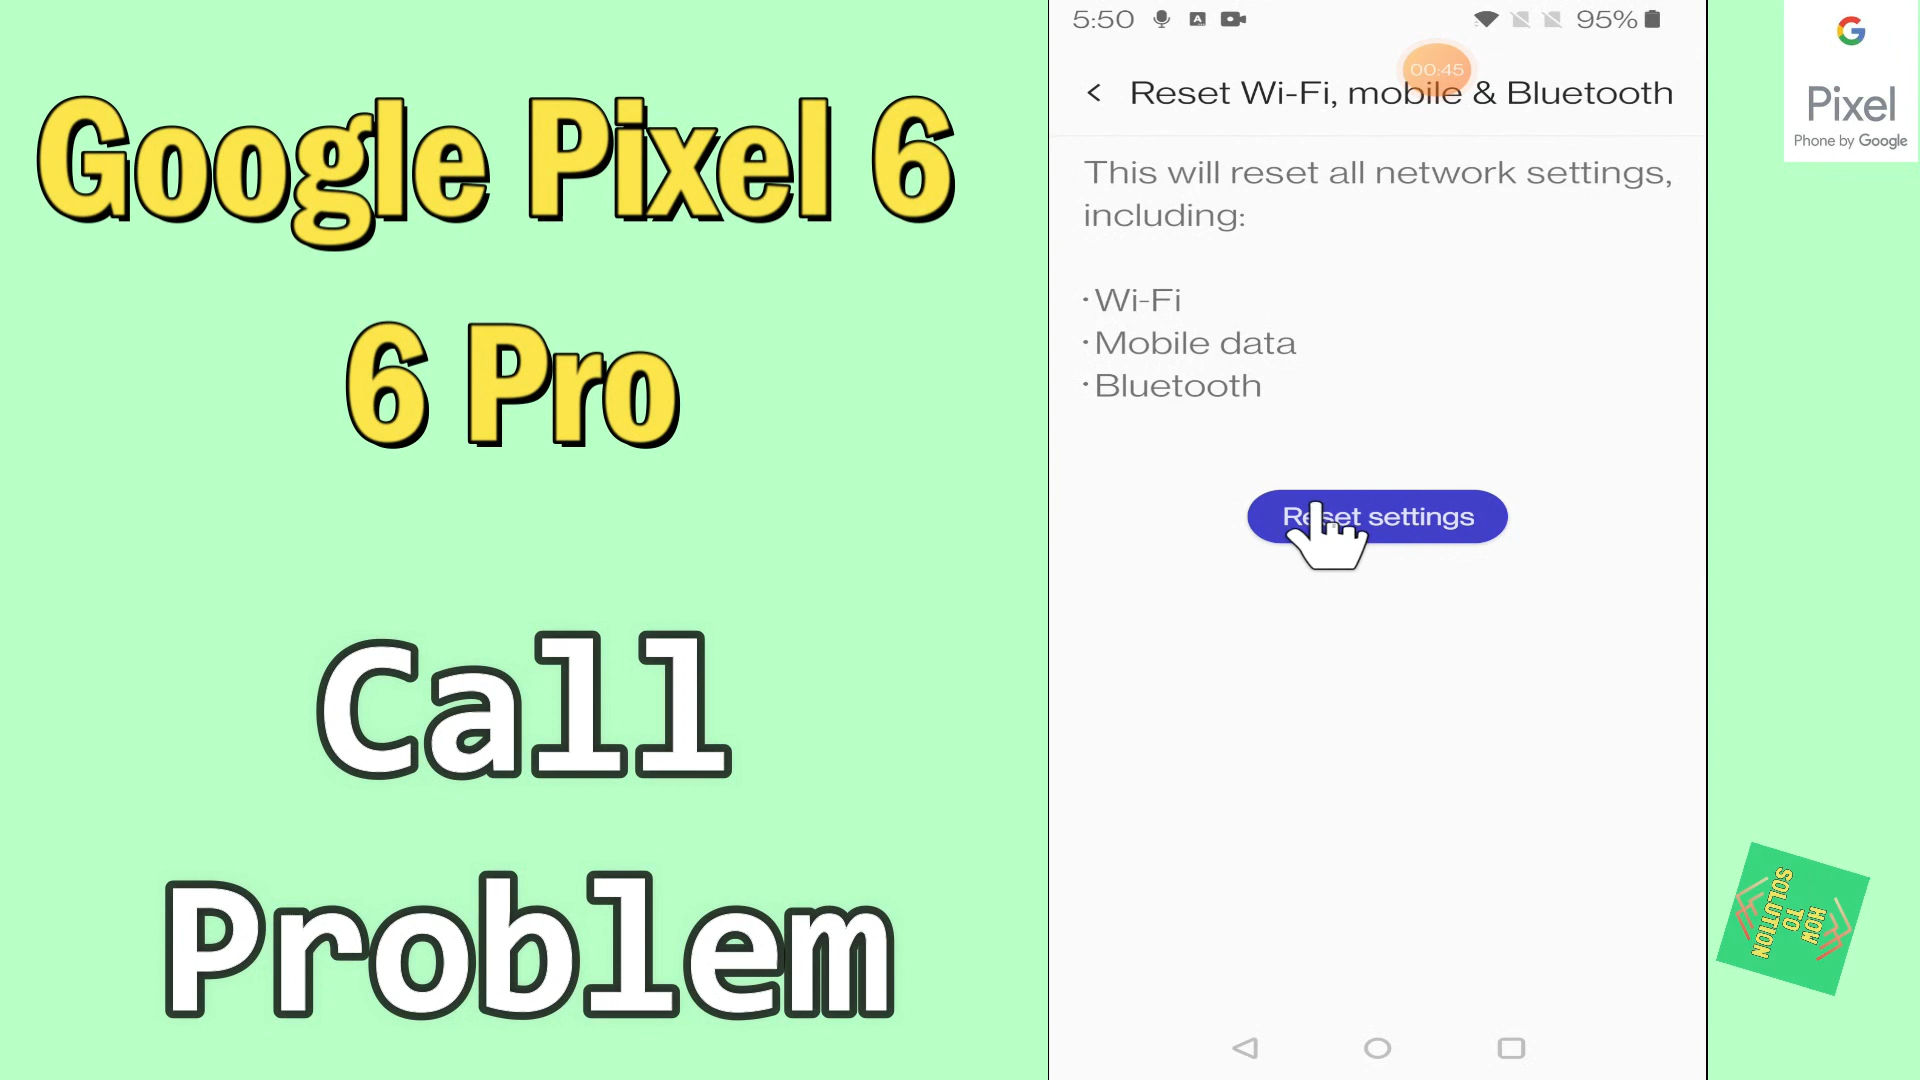 Google Pixel 6
6 Pro
Call
Problem
5:50
95%
00:45
Reset Wi-Fi, mobile & Bluetooth
This will reset all network settings,
including:
· Wi-Fi
· Mobile data
· Bluetooth
Reset settings
G
Pixel
Phone by Google
HOW
TO
SOLUTION